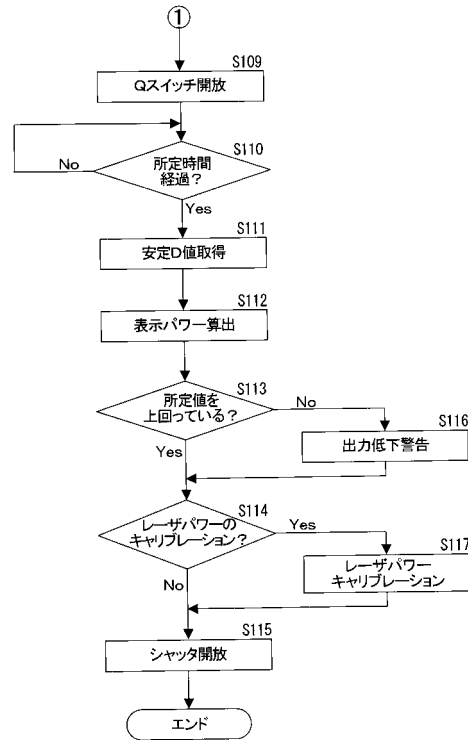 ①
S109
Qスイッチ開放
S110
所定時間
経過？
No
Yes
S111
安定D値取得
S112
表示パワー算出
S113
所定値を
上回っている？
No
Yes
S116
出力低下警告
S114
レーザパワーの
キャリブレーション？
Yes
No
S117
レーザパワー
キャリブレーション
S115
シャッタ開放
エンド